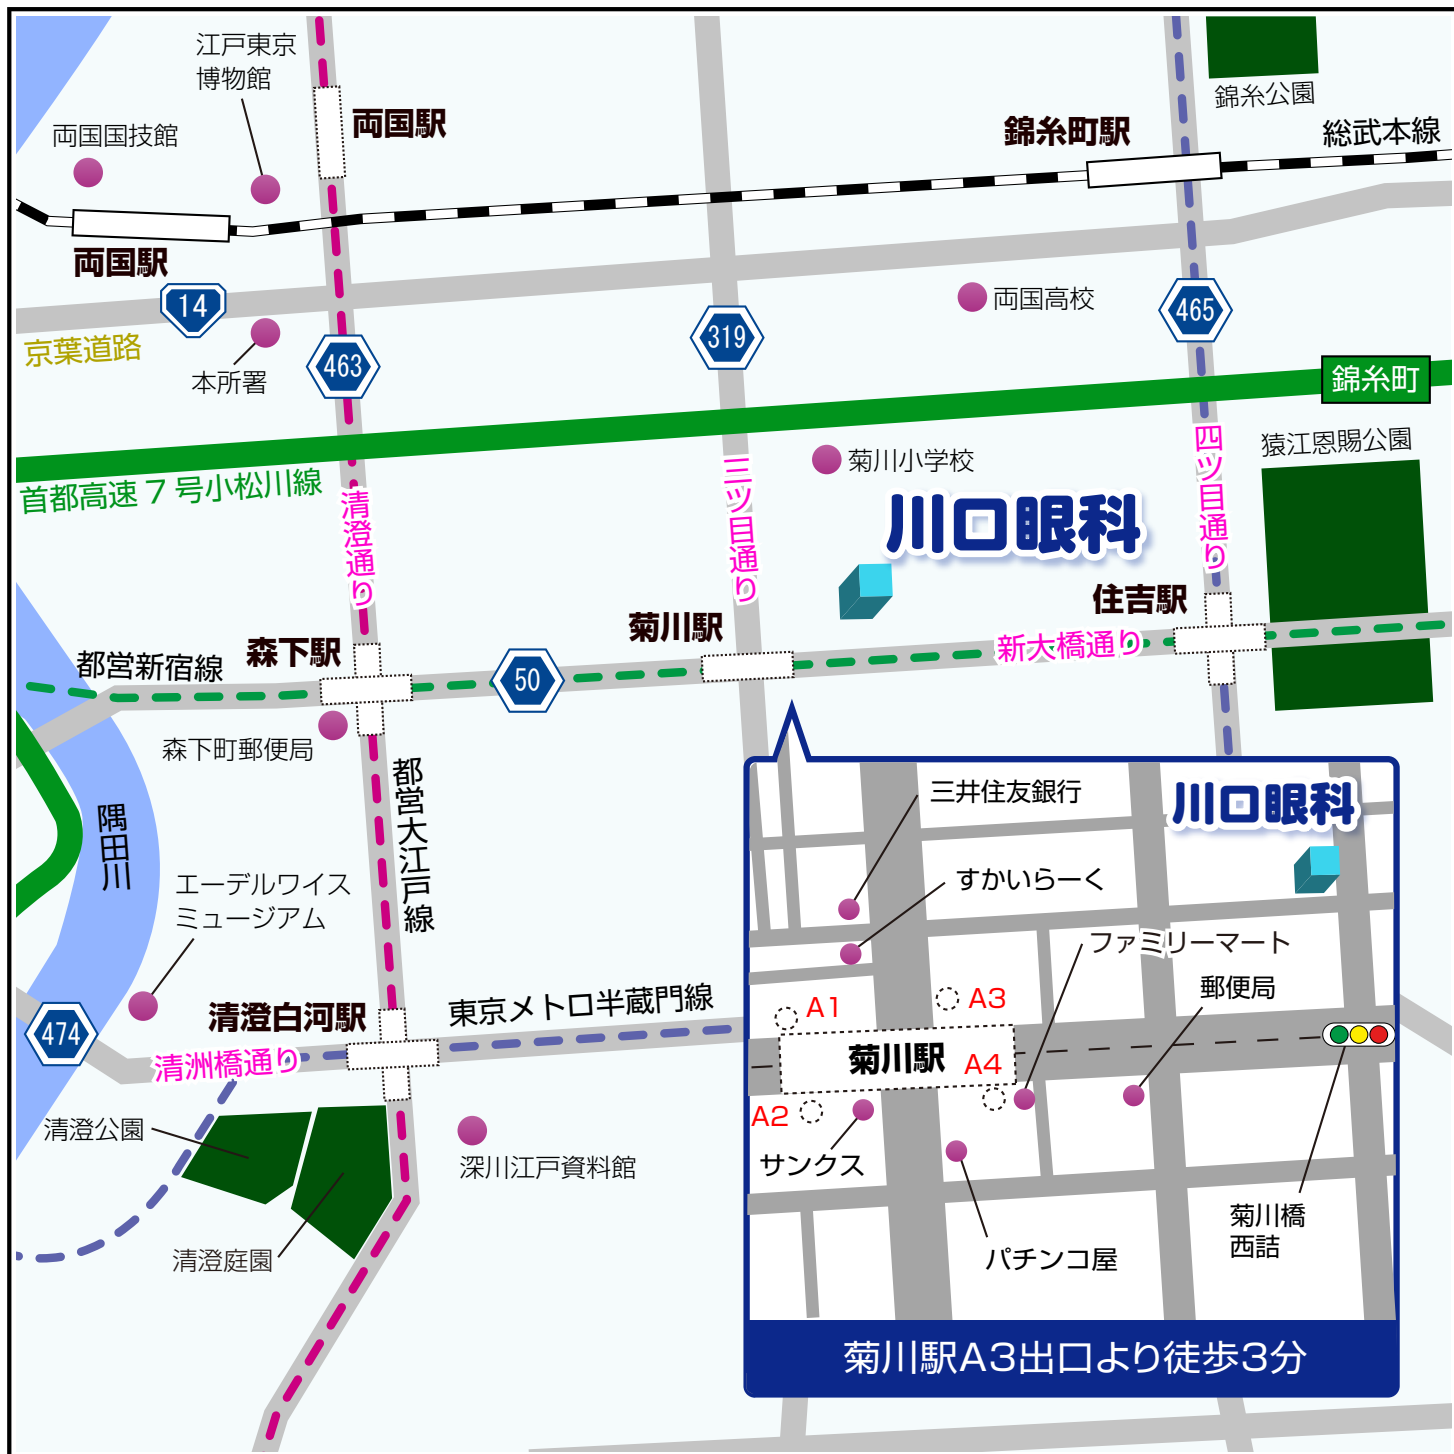 江戸東京
博物館
両国国技館
両国駅
錦糸町駅
錦糸公園
総武本線
両国駅
14
京葉道路
本所署
463
319
両国高校
465
錦糸町
首都高速7号小松川線
清澄通り
三ツ目通り
菊川小学校
四ツ目通り
猿江恩賜公園
川口眼科
都営新宿線
森下駅
50
菊川駅
新大橋通り
住吉駅
森下町郵便局
都営大江戸線
隅田川
エーデルワイス
ミュージアム
474
清澄白河駅
東京メトロ半蔵門線
清洲橋通り
清澄公園
清澄庭園
深川江戸資料館
三井住友銀行
川口眼科
すかいらーく
ファミリーマート
郵便局
A1
A3
菊川駅
A4
A2
サンクス
パチンコ屋
菊川橋
西詰
菊川駅A3出口より徒歩3分